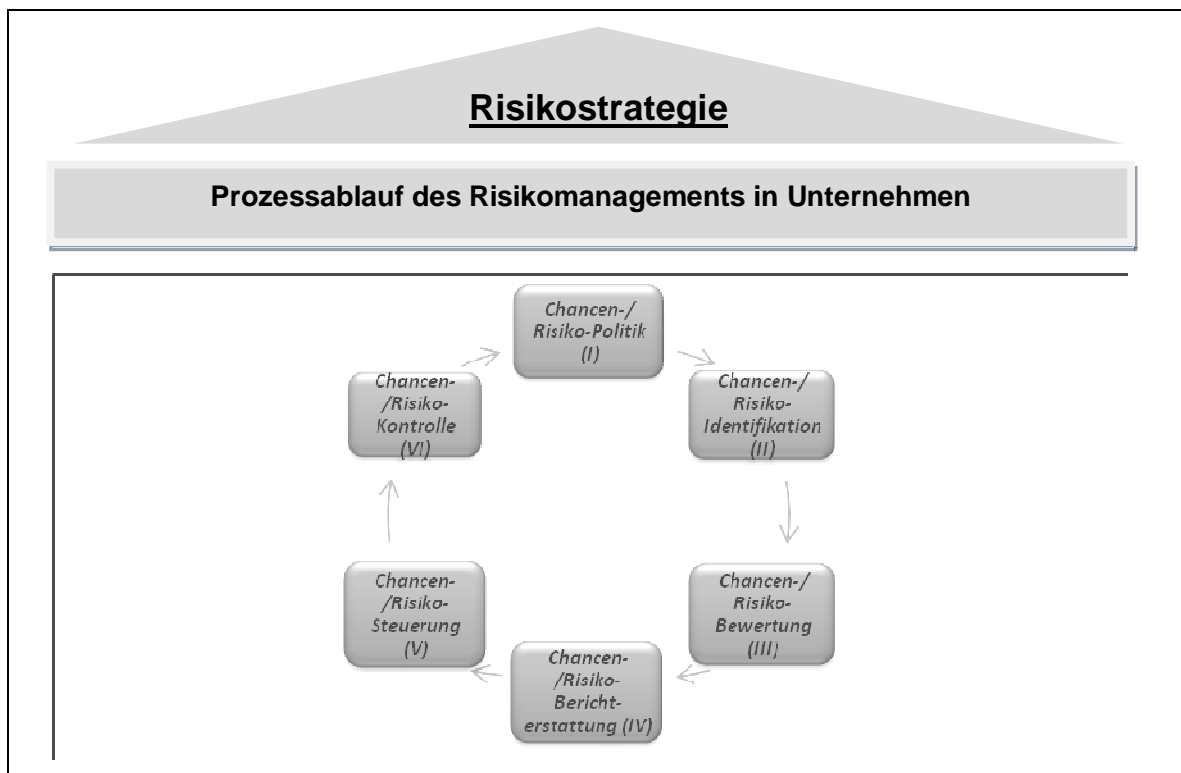 Risikostrategie
Prozessablauf des Risikomanagements in Unternehmen
Chancen-/
Risiko-Politik
(I)
Chancen-/
Risiko-
Identifikation
(II)
Chancen-/
Risiko-
Bewertung
(III)
Chancen-
/Risiko-
Bericht-
erstattung (IV)
Chancen-
/Risiko-
Steuerung
(V)
Chancen-
/Risiko-
Kontrolle
(VI)